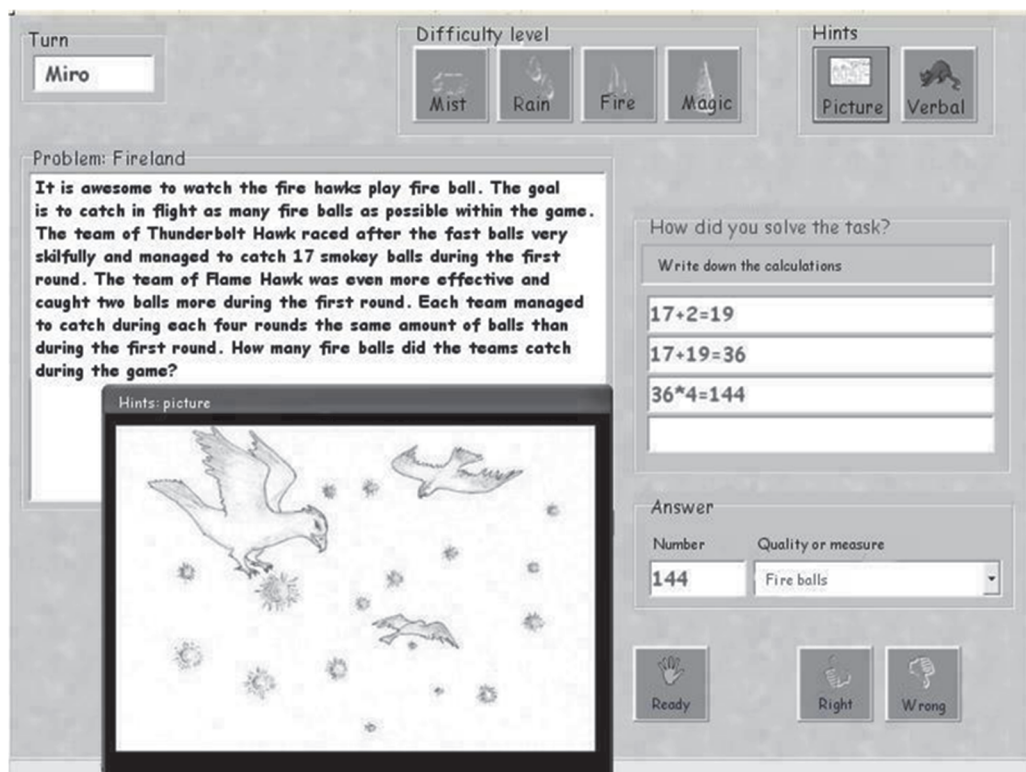 Turn
Miro
Difficulty level
Mist
Rain
Fire
Magic
Hints
Picture
Verbal
Problem: Fireland
It is awesome to watch the fire hawks play fire ball. The goal
is to catch in flight as many fire balls as possible within the game.
The team of Thunderbolt Hawk raced after the fast balls very
skilfully and managed to catch 17 smokey balls during the first
round. The team of Flame Hawk was even more effective and
caught two balls more during the first round. Each team managed
to catch during each four rounds the same amount of balls than
during the first round. How many fire balls did the teams catch
during the game?
Hints: picture
How did you solve the task?
Write down the calculations
17+2=19
17+19=36
36*4=144
Answer
Number
Quality or measure
144
Fire balls
Ready
Right
Wrong